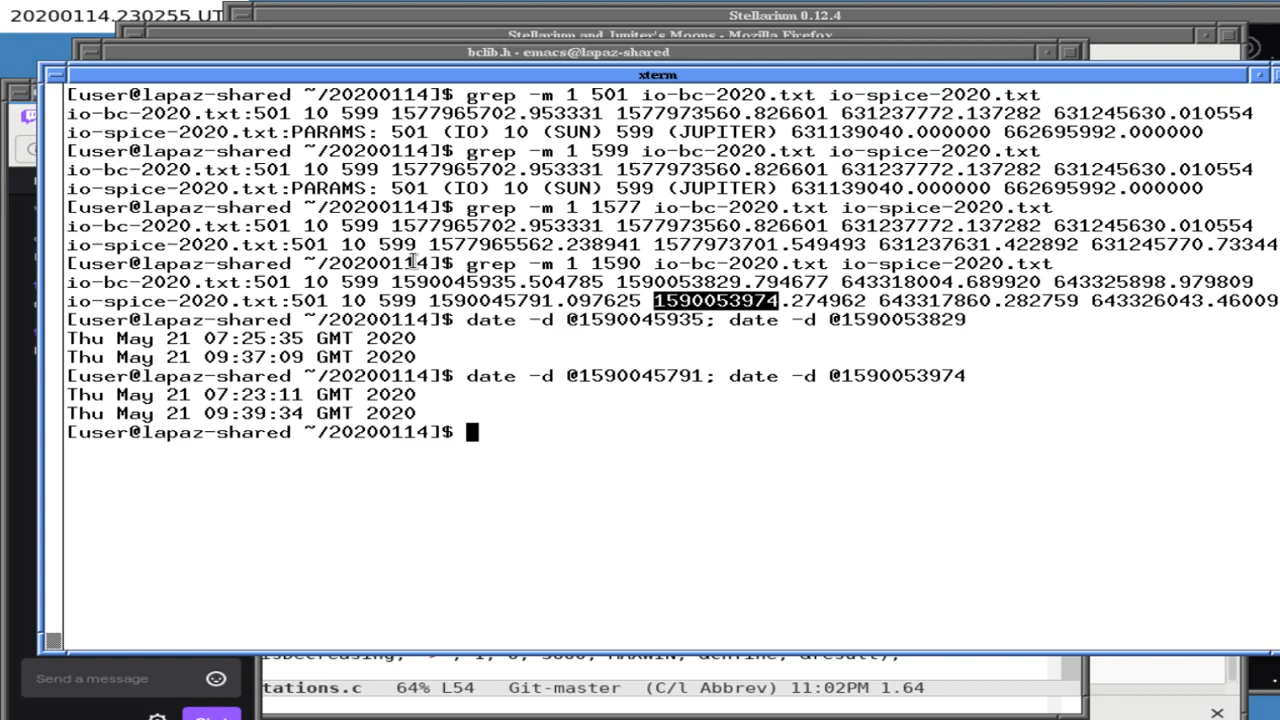 20200114.230255 UT
Stellarium 0.12.4
Stellarium and Jupiter's Moons - Mozilla Firefox
bclib.h - emacs@lapaz-shared
xterm
[user@lapaz-shared ~/20200114]$ grep -m 1 501 io-bc-2020.txt io-spice-2020.txt
io-bc-2020.txt:501 10 599 1577965702.953331 1577973560.826601 631237772.137282 631245630.010554
io-spice-2020.txt:PARAMS: 501 (IO) 10 (SUN) 599 (JUPITER) 631139040.000000 662695992.000000
[user@lapaz-shared ~/20200114]$ grep -m 1 599 io-bc-2020.txt io-spice-2020.txt
io-bc-2020.txt:501 10 599 1577965702.953331 1577973560.826601 631237772.137282 631245630.010554
io-spice-2020.txt:PARAMS: 501 (IO) 10 (SUN) 599 (JUPITER) 631139040.000000 662695992.000000
[user@lapaz-shared ~/20200114]$ grep -m 1 1577 io-bc-2020.txt io-spice-2020.txt
io-bc-2020.txt:501 10 599 1577965702.953331 1577973560.826601 631237772.137282 631245630.010554
io-spice-2020.txt:501 10 599 1577965562.238941 1577973701.549493 631237631.422892 631245770.73344
[user@lapaz-shared ~/20200114]$ grep -m 1 1590 io-bc-2020.txt io-spice-2020.txt
io-bc-2020.txt:501 10 599 1590045935.504785 1590053829.794677 643318004.689920 643325898.979809
io-spice-2020.txt:501 10 599 1590045791.097625 1590053974.274962 643317860.282759 643326043.46009
[user@lapaz-shared ~/20200114]$ date -d @1590045935; date -d @1590053829
Thu May 21 07:25:35 GMT 2020
Thu May 21 09:37:09 GMT 2020
[user@lapaz-shared ~/20200114]$ date -d @1590045791; date -d @1590053974
Thu May 21 07:23:11 GMT 2020
Thu May 21 09:39:34 GMT 2020
[user@lapaz-shared ~/20200114]$
Send a message
tations.c 64% L54 Git-master (C/l Abbrev) 11:02PM 1.64